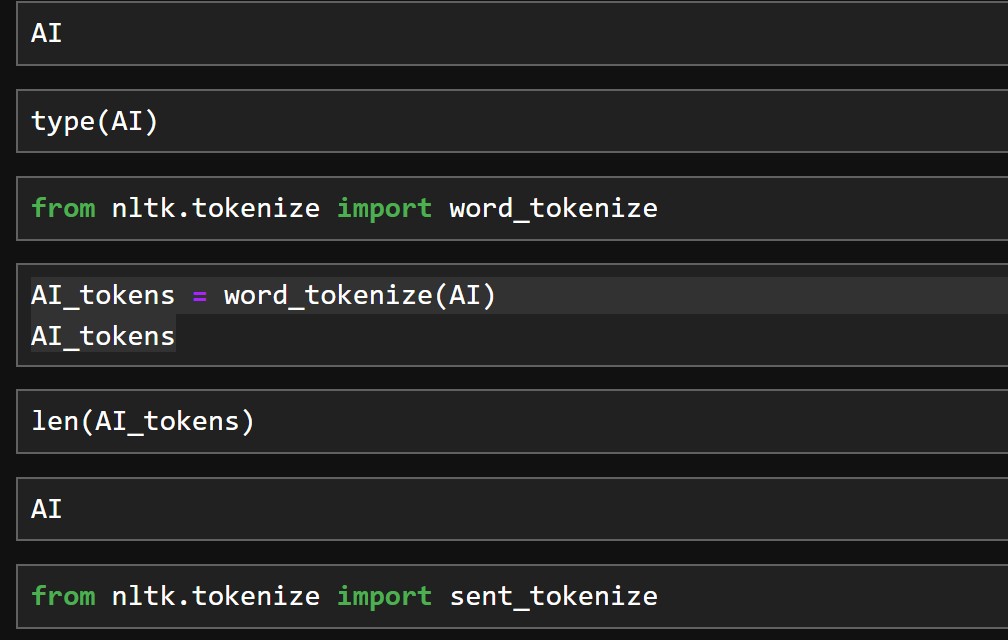 AI
type(AI)
from nltk.tokenize import word_tokenize
AI_tokens = word_tokenize(AI)
AI_tokens
len(AI_tokens)
AI
from nltk.tokenize import sent_tokenize